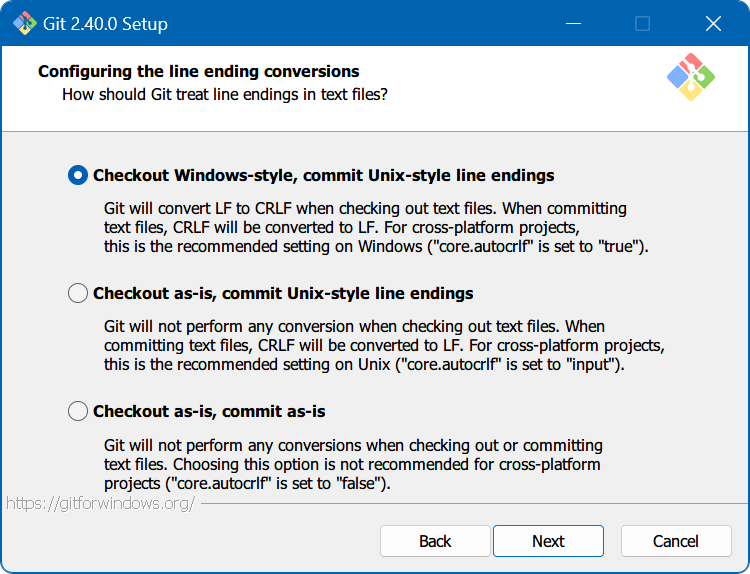 Git 2.40.0 Setup
Configuring the line ending conversions
How should Git treat line endings in text files?
Checkout Windows-style, commit Unix-style line endings
Git will convert LF to CRLF when checking out text files. When committing
text files, CRLF will be converted to LF. For cross-platform projects,
this is the recommended setting on Windows ("core.autocrlf" is set to "true").
Checkout as-is, commit Unix-style line endings
Git will not perform any conversion when checking out text files. When
committing text files, CRLF will be converted to LF. For cross-platform projects,
this is the recommended setting on Unix ("core.autocrlf" is set to "input").
Checkout as-is, commit as-is
Git will not perform any conversions when checking out or committing
text files. Choosing this option is not recommended for cross-platform
projects ("core.autocrlf" is set to "false").
https://gitforwindows.org/
Back
Next
Cancel